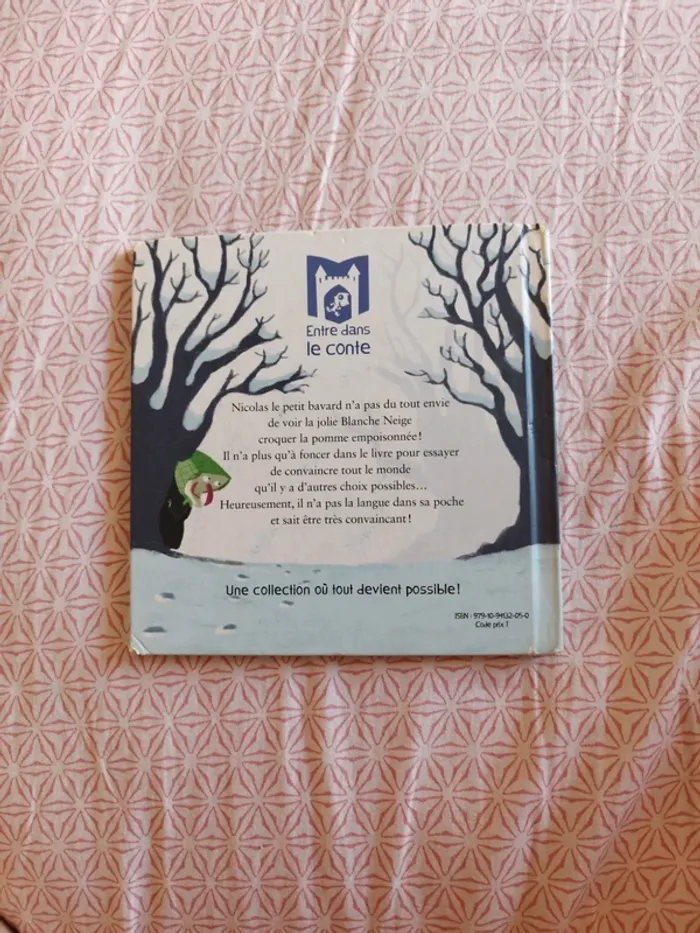 Entre dans
le conte
Nicolas le petit bavard n'a pas du tout envie
de voir la jolie Blanche Neige
croquer la pomme empoisonnée !
Il n'a plus qu'à foncer dans le livre pour essayer
de convaincre tout le monde
qu'il y a d'autres choix possibles...
Heureusement, il n'a pas la langue dans sa poche
et sait être très convaincant !
Une collection où tout devient possible !
ISBN : 979-10-94132-05-0
Code prix T